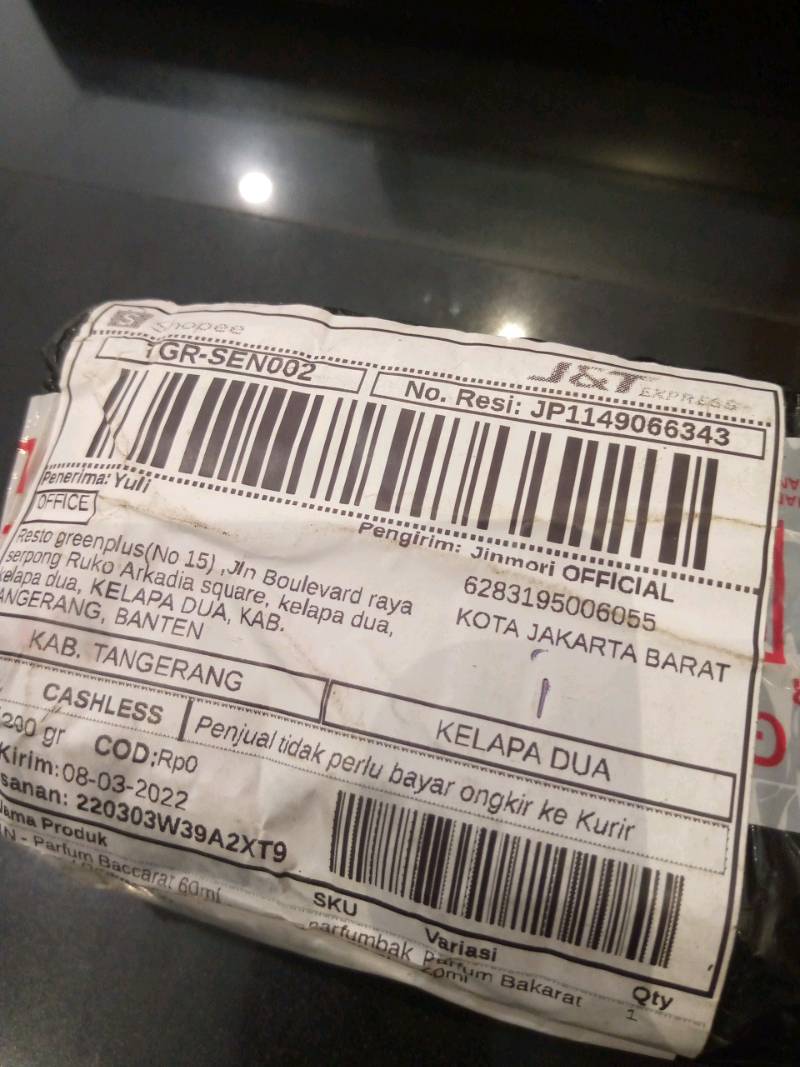 Shopee
J&T EXPRESS
TGR-SEN002
No. Resi: JP1149066343
Penerima: Yuli
OFFICE
Pengirim: Jinmori OFFICIAL
6283195006055
KOTA JAKARTA BARAT
Resto greenplus(No 15) ,Jln Boulevard raya
serpong Ruko Arkadia square, kelapa dua,
kelapa dua, KELAPA DUA, KAB.
TANGERANG, BANTEN
KAB. TANGERANG
KELAPA DUA
CASHLESS
Penjual tidak perlu bayar ongkir ke Kurir
200 gr
COD:Rp0
Kirim:08-03-2022
sanan: 220303W39A2XT9
Nama Produk
SKU
Variasi
Qty
N - Parfum Baccarat 60ml
parfumbak
parfum Bakarat
1